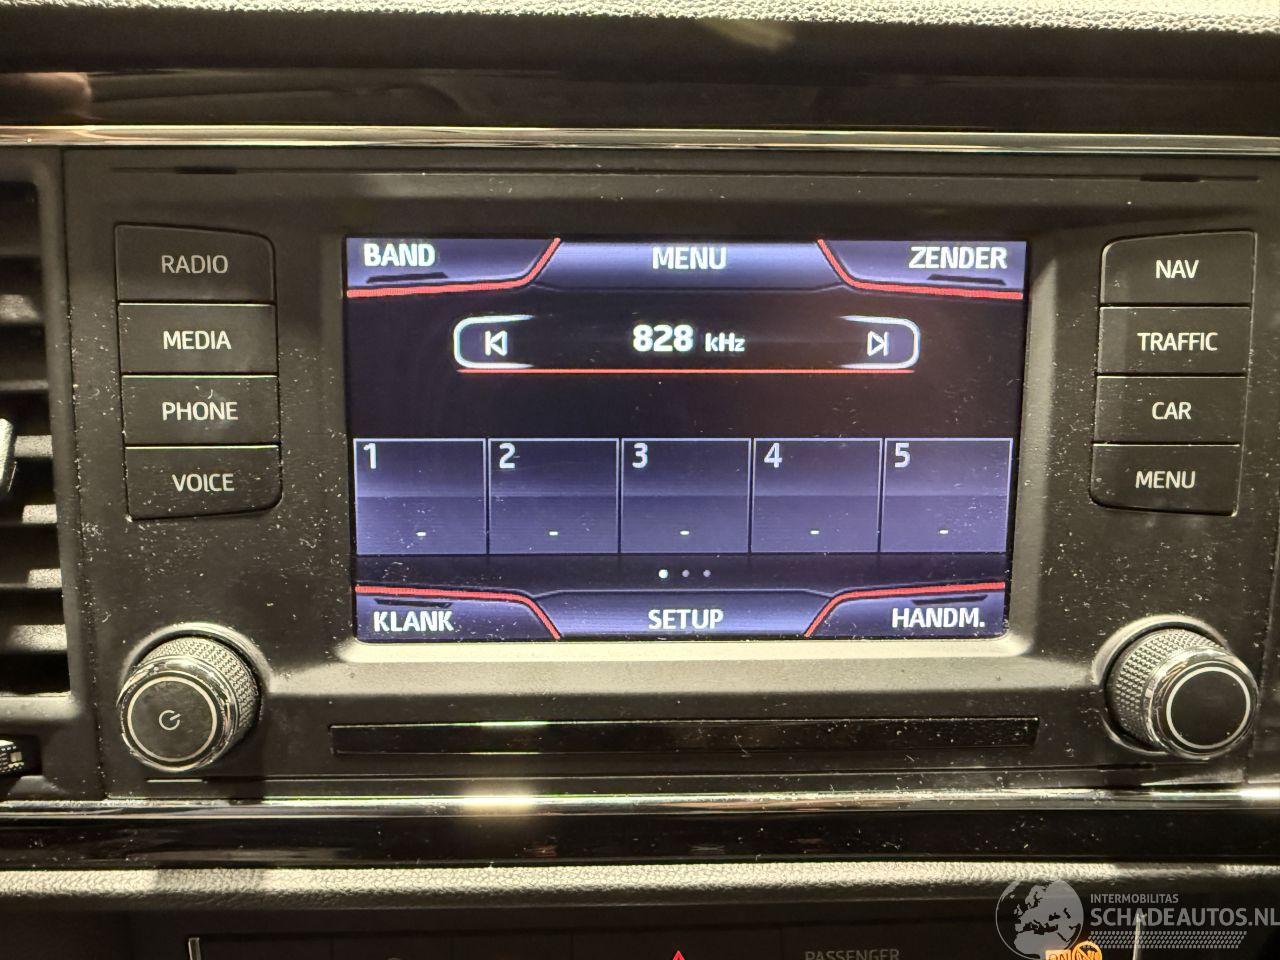 RADIO
MEDIA
PHONE
VOICE
BAND MENU ZENDER
828 kHz
1 2 3 4 5
- - - - -
KLANK SETUP HANDM.
NAV
TRAFFIC
CAR
MENU
PASSENGER
INTERMOBILITAS
SCHADEAUTOS.NL